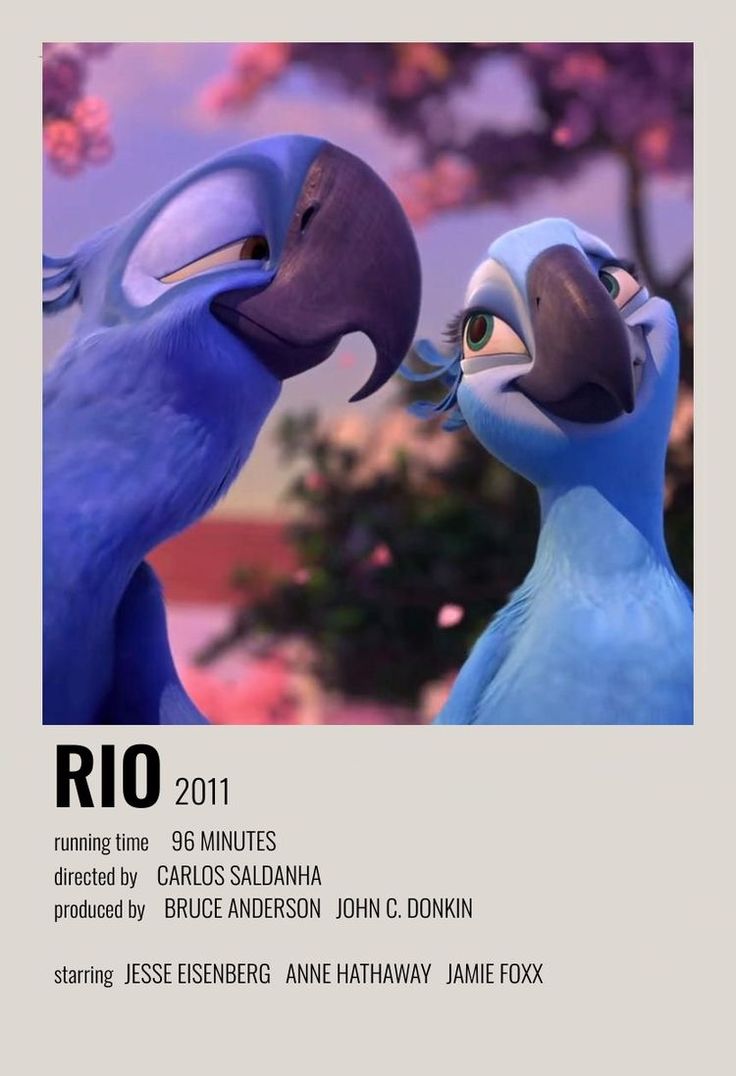 RIO 2011
running time 96 MINUTES
directed by CARLOS SALDANHA
produced by BRUCE ANDERSON JOHN C. DONKIN
starring JESSE EISENBERG ANNE HATHAWAY JAMIE FOXX